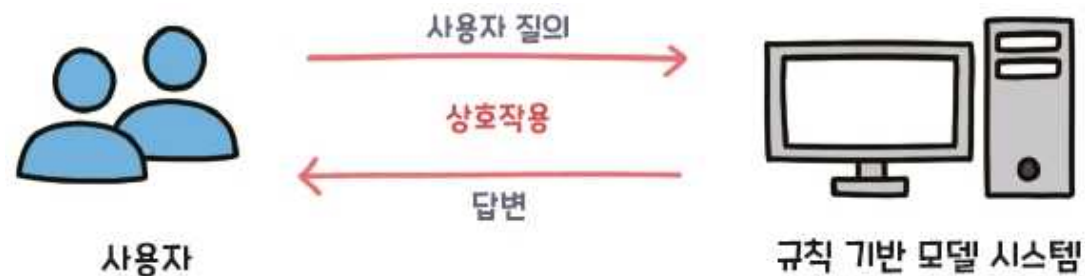 사용자 질의
상호작용
답변
사용자
규칙 기반 모델 시스템